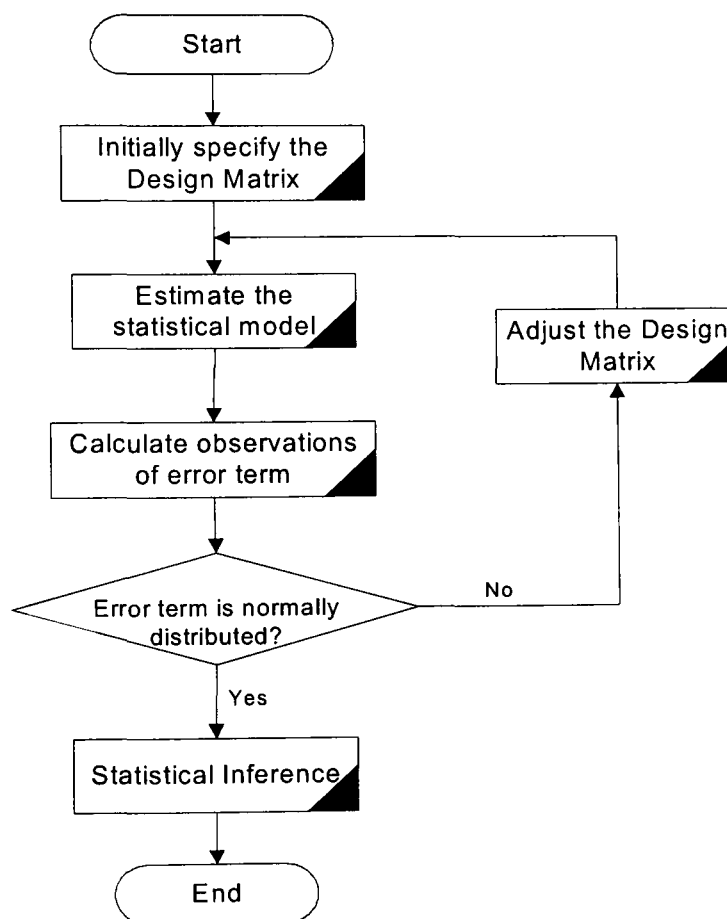 Start
Initially specify the
Design Matrix
Estimate the
statistical model
Adjust the Design
Matrix
Calculate observations
of error term
No
Error term is normally
distributed?
Yes
Statistical Inference
End